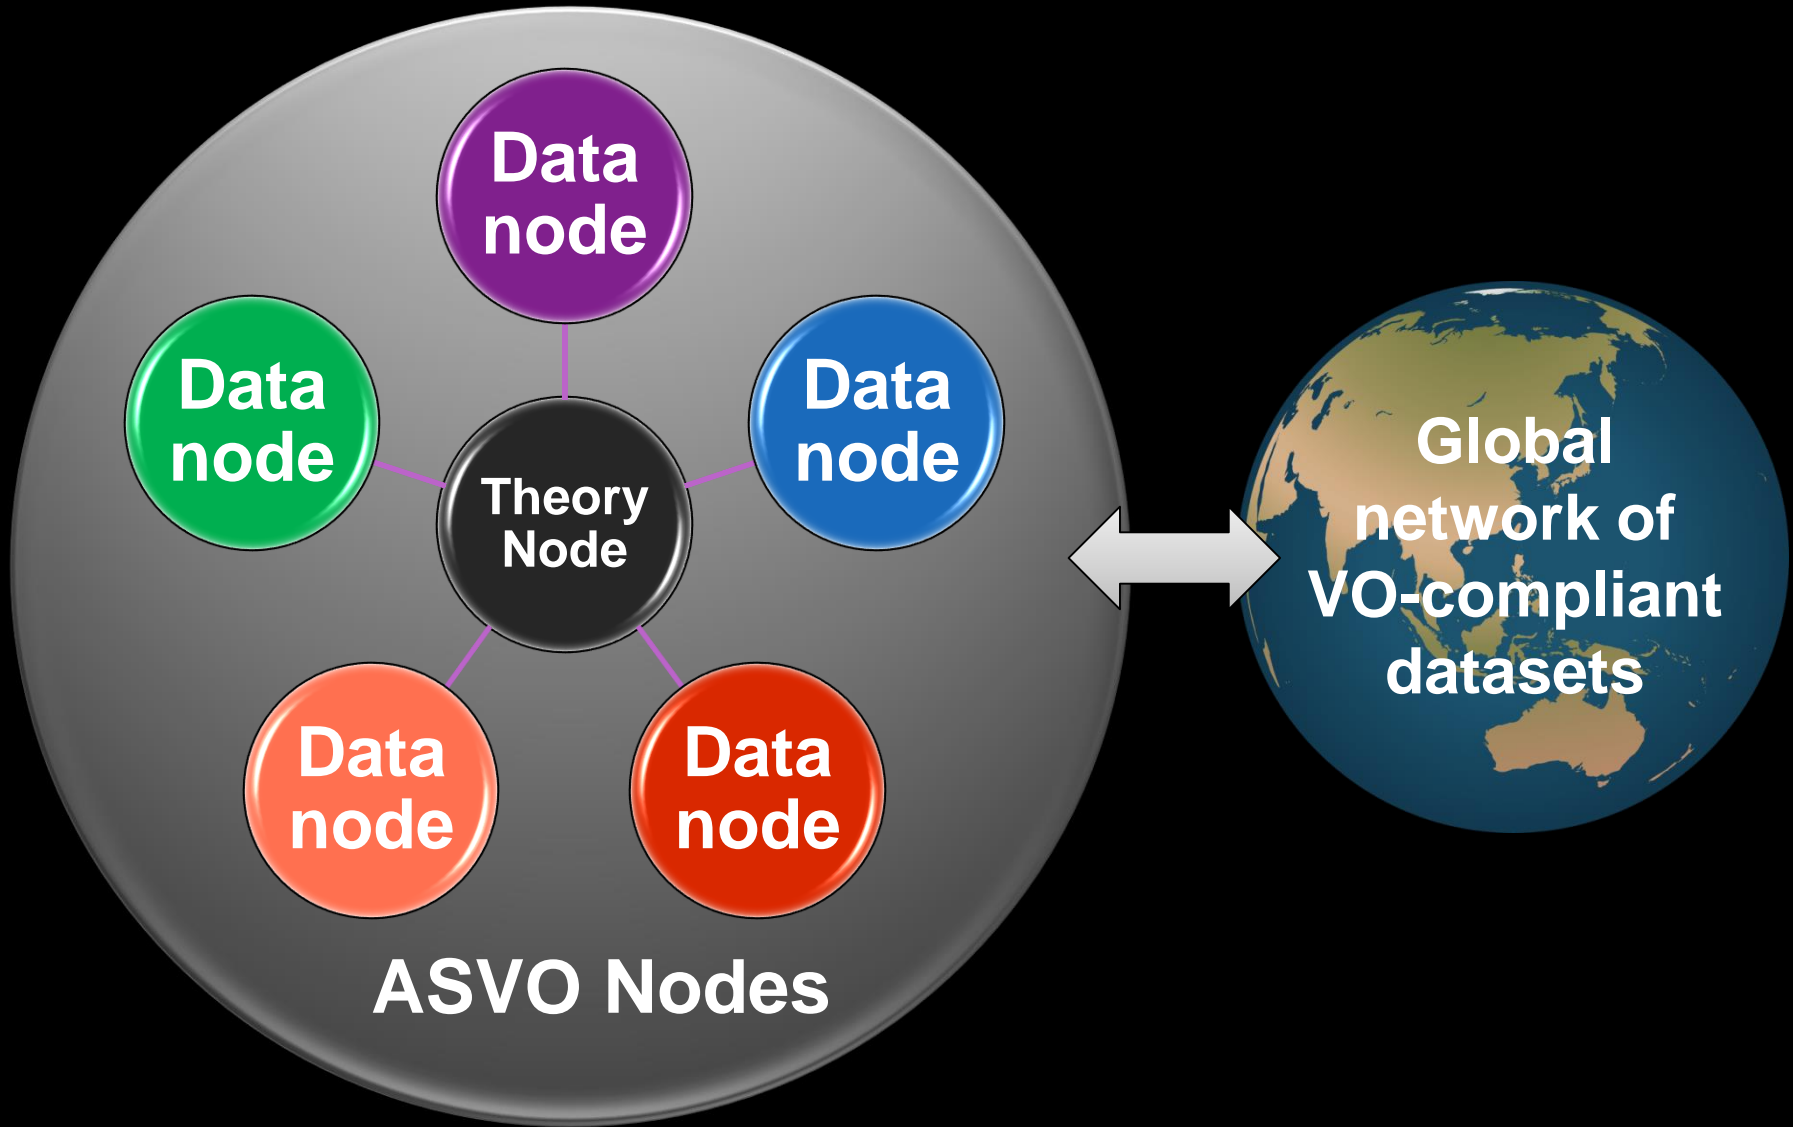 Data
node
Data
node
Data
node
Theory
Node
Data
node
Data
node
ASVO Nodes
Global
network of
VO-compliant
datasets